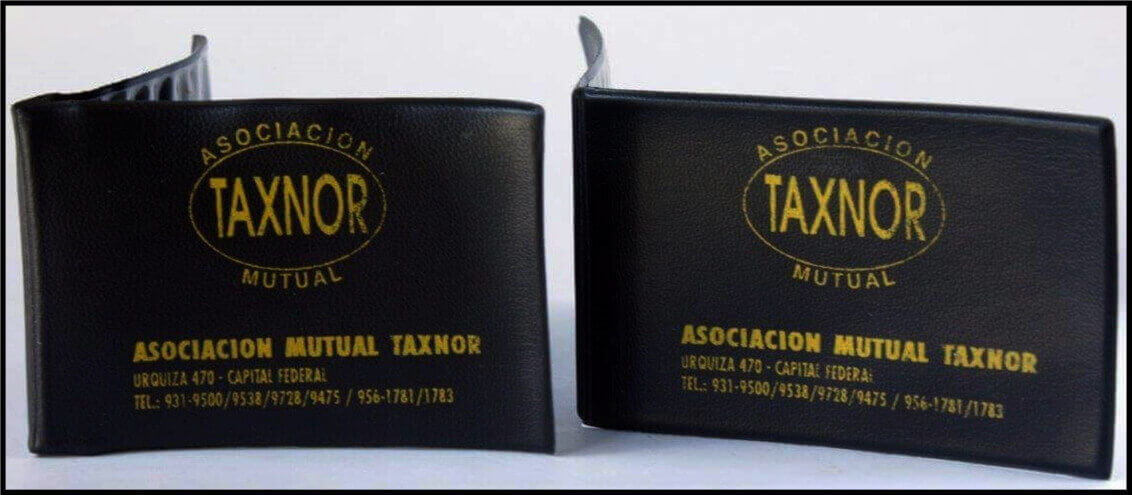 ASOCIACION
TAXNOR
MUTUAL
ASOCIACION MUTUAL TAXNOR
URQUIZA 470 - CAPITAL FEDERAL
TEL.: 931-9500/9538/9728/9475 / 956-1781/1783
ASOCIACION
TAXNOR
MUTUAL
ASOCIACION MUTUAL TAXNOR
URQUIZA 470 - CAPITAL FEDERAL
TEL.: 931-9500/9538/9728/9475 / 956-1781/1783